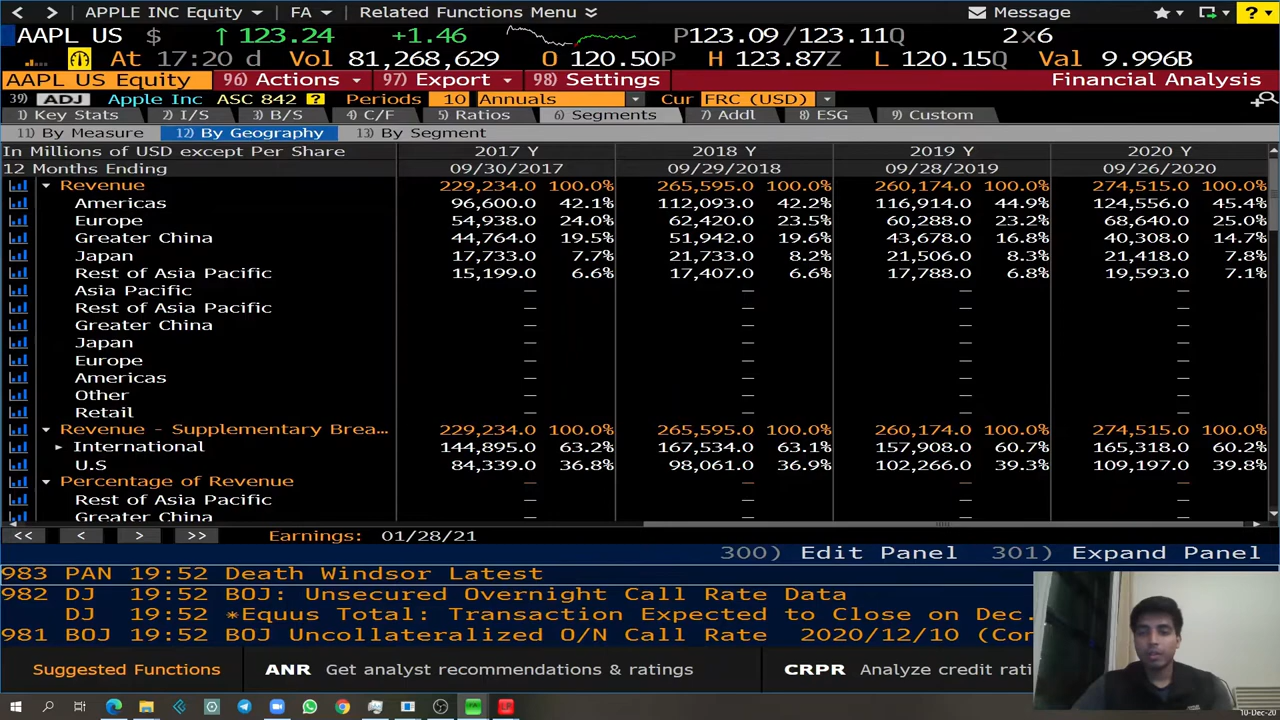 < > APPLE INC Equity FA Related Functions Menu Message ?
AAPL US $ ↑ 123.24 +1.46 P123.09/123.11Q 2×6
At 17:20 d Vol 81,268,629 O 120.50P H 123.87Z L 120.15Q Val 9.996B
AAPL US Equity 96) Actions 97) Export 98) Settings Financial Analysis
39) ADJ Apple Inc ASC 842 ? Periods 10 Annuals Cur FRC (USD)
1) Key Stats 2) I/S 3) B/S 4) C/F 5) Ratios 6) Segments 7) Addl 8) ESG 9) Custom
11) By Measure 12) By Geography 13) By Segment
In Millions of USD except Per Share 2017 Y 2018 Y 2019 Y 2020 Y
12 Months Ending 09/30/2017 09/29/2018 09/28/2019 09/26/2020
Revenue 229,234.0 100.0% 265,595.0 100.0% 260,174.0 100.0% 274,515.0 100.0%
Americas 96,600.0 42.1% 112,093.0 42.2% 116,914.0 44.9% 124,556.0 45.4%
Europe 54,938.0 24.0% 62,420.0 23.5% 60,288.0 23.2% 68,640.0 25.0%
Greater China 44,764.0 19.5% 51,942.0 19.6% 43,678.0 16.8% 40,308.0 14.7%
Japan 17,733.0 7.7% 21,733.0 8.2% 21,506.0 8.3% 21,418.0 7.8%
Rest of Asia Pacific 15,199.0 6.6% 17,407.0 6.6% 17,788.0 6.8% 19,593.0 7.1%
Asia Pacific — — — —
Rest of Asia Pacific — — — —
Greater China — — — —
Japan — — — —
Europe — — — —
Americas — — — —
Other — — — —
Retail — — — —
Revenue - Supplementary Brea... 229,234.0 100.0% 265,595.0 100.0% 260,174.0 100.0% 274,515.0 100.0%
International 144,895.0 63.2% 167,534.0 63.1% 157,908.0 60.7% 165,318.0 60.2%
U.S 84,339.0 36.8% 98,061.0 36.9% 102,266.0 39.3% 109,197.0 39.8%
Percentage of Revenue — — — —
Rest of Asia Pacific — — — —
Greater China — — — —
<< < > >> Earnings: 01/28/21
300) Edit Panel 301) Expand Panel
983 PAN 19:52 Death Windsor Latest
982 DJ 19:52 BOJ: Unsecured Overnight Call Rate Data
DJ 19:52 *Equus Total: Transaction Expected to Close on Dec.
981 BOJ 19:52 BOJ Uncollateralized O/N Call Rate 2020/12/10 (Con
Suggested Functions ANR Get analyst recommendations & ratings CRPR Analyze credit rati
10-Dec-20